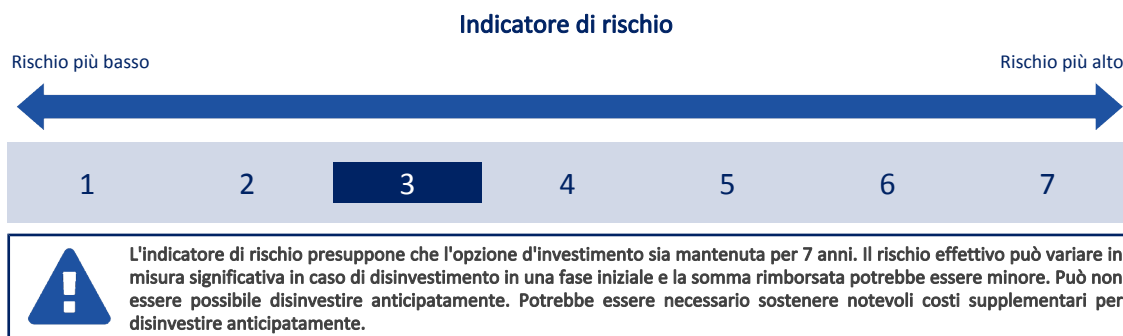 Indicatore di rischio
Rischio più basso
Rischio più alto
1 2 3 4 5 6 7
L'indicatore di rischio presuppone che l'opzione d'investimento sia mantenuta per 7 anni. Il rischio effettivo può variare in
misura significativa in caso di disinvestimento in una fase iniziale e la somma rimborsata potrebbe essere minore. Può non
essere possibile disinvestire anticipatamente. Potrebbe essere necessario sostenere notevoli costi supplementari per
disinvestire anticipatamente.